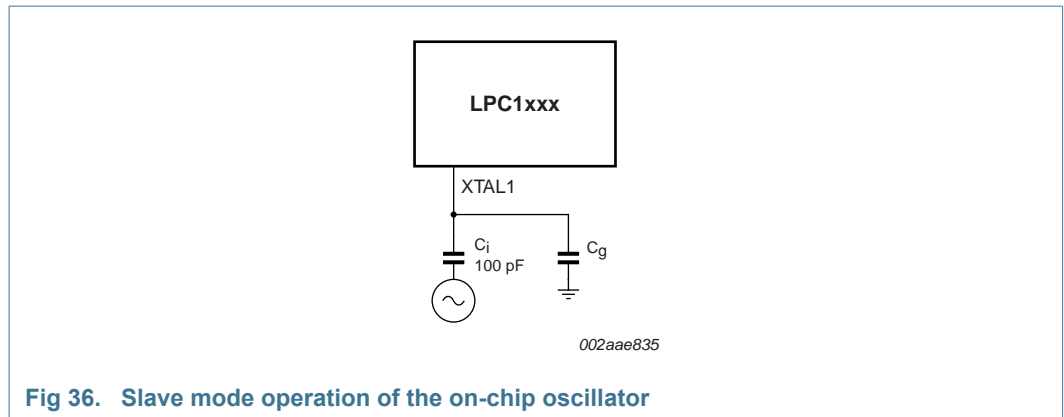 LPC1xxx
XTAL1
Ci
100 pF
Cg
002aae835
Fig 36. Slave mode operation of the on-chip oscillator